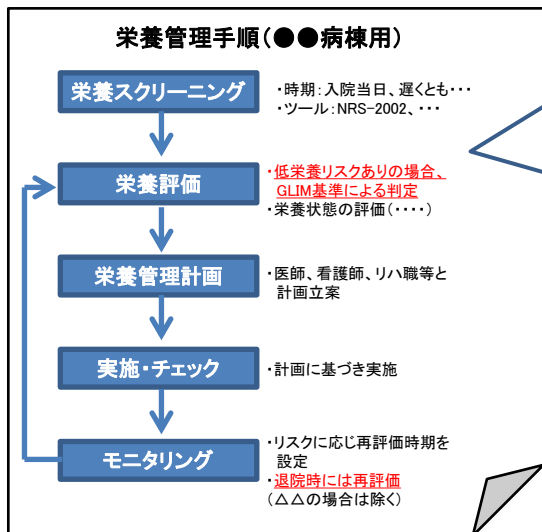 栄養管理手順(●●病棟用)
栄養スクリーニング
・時期:入院当日、遅くとも・・・
・ツール:NRS-2002、・・・
栄養評価
・低栄養リスクありの場合、
GLIM基準による判定
・栄養状態の評価(・・・・)
栄養管理計画
・医師、看護師、リハ職等と
計画立案
実施・チェック
・計画に基づき実施
モニタリング
・リスクに応じ再評価時期を
設定
・退院時には再評価
(△△の場合は除く)